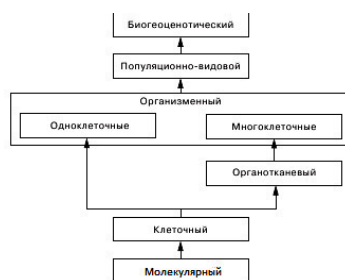 Биогеоценотический
Популяционно-видовой
Организменный
Одноклеточные
Многоклеточные
Органотканевый
Клеточный
Молекулярный